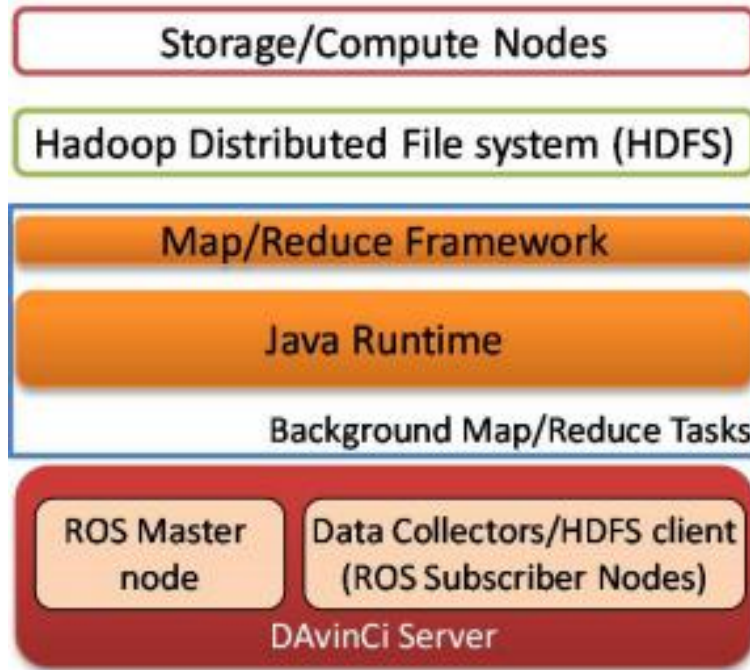 Storage/Compute Nodes
Hadoop Distributed File system (HDFS)
Map/Reduce Framework
Java Runtime
Background Map/Reduce Tasks
ROS Master
node
Data Collectors/HDFS client
(ROS Subscriber Nodes)
DAvinCi Server